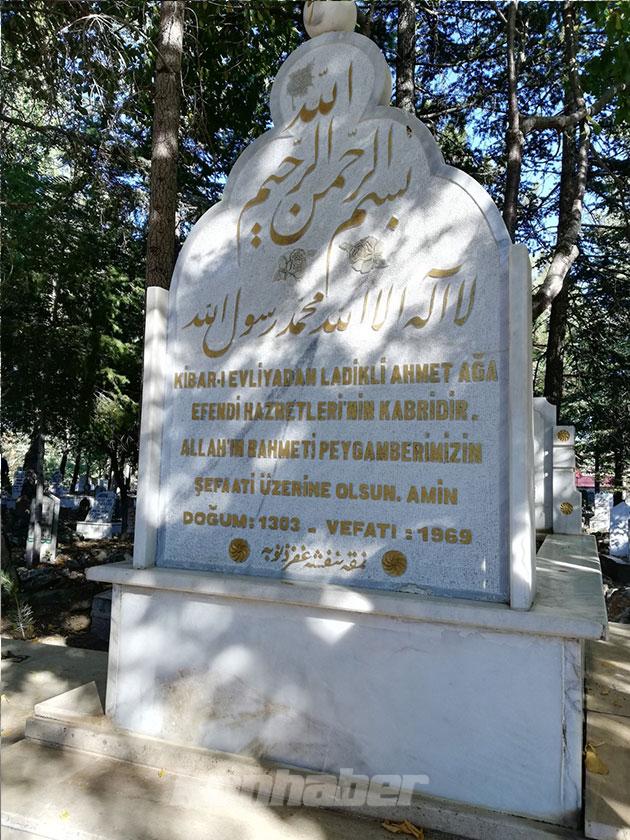 الله
بسم الله الرحمن الرحيم
لا اله الا الله محمد رسول الله
KİBAR-I EVLİYADAN LADİKLİ AHMET AĞA
EFENDİ HAZRETLERİ'NİN KABRİDİR.
ALLAH'IN RAHMETİ PEYGAMBERİMİZİN
ŞEFAATİ ÜZERİNE OLSUN. AMİN
DOĞUM: 1303 - VEFATI: 1969
haber